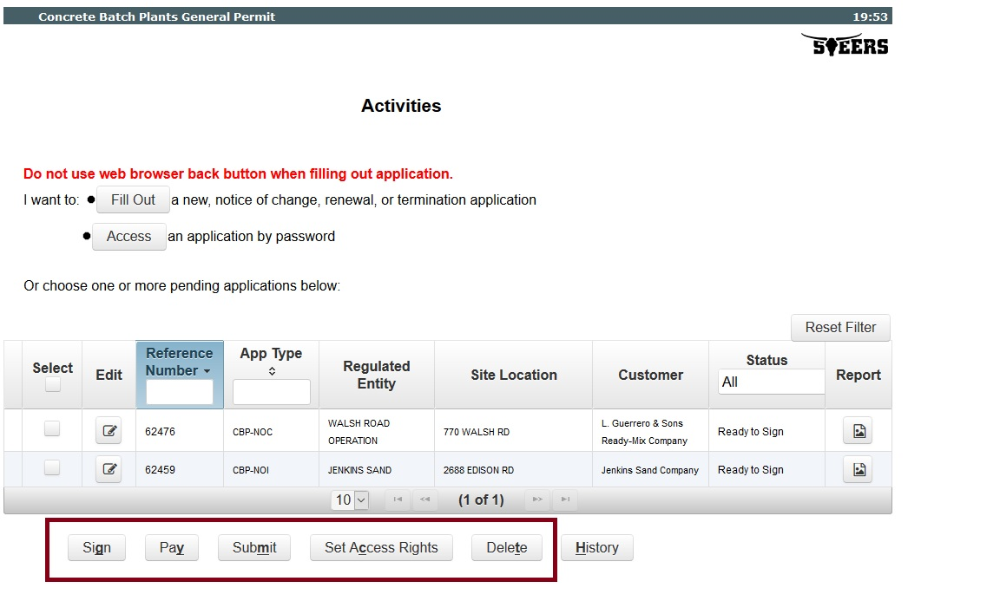 Concrete Batch Plants General Permit 19:53
STEERS
Activities
Do not use web browser back button when filling out application.
I want to: • Fill Out a new, notice of change, renewal, or termination application
• Access an application by password
Or choose one or more pending applications below:
Reset Filter
Select Edit Reference Number App Type Regulated Entity Site Location Customer Status All Report
62476 CBP-NOC WALSH ROAD OPERATION 770 WALSH RD L. Guerrero & Sons Ready-Mix Company Ready to Sign
62459 CBP-NOI JENKINS SAND 2688 EDISON RD Jenkins Sand Company Ready to Sign
10 (1 of 1)
Sign Pay Submit Set Access Rights Delete History